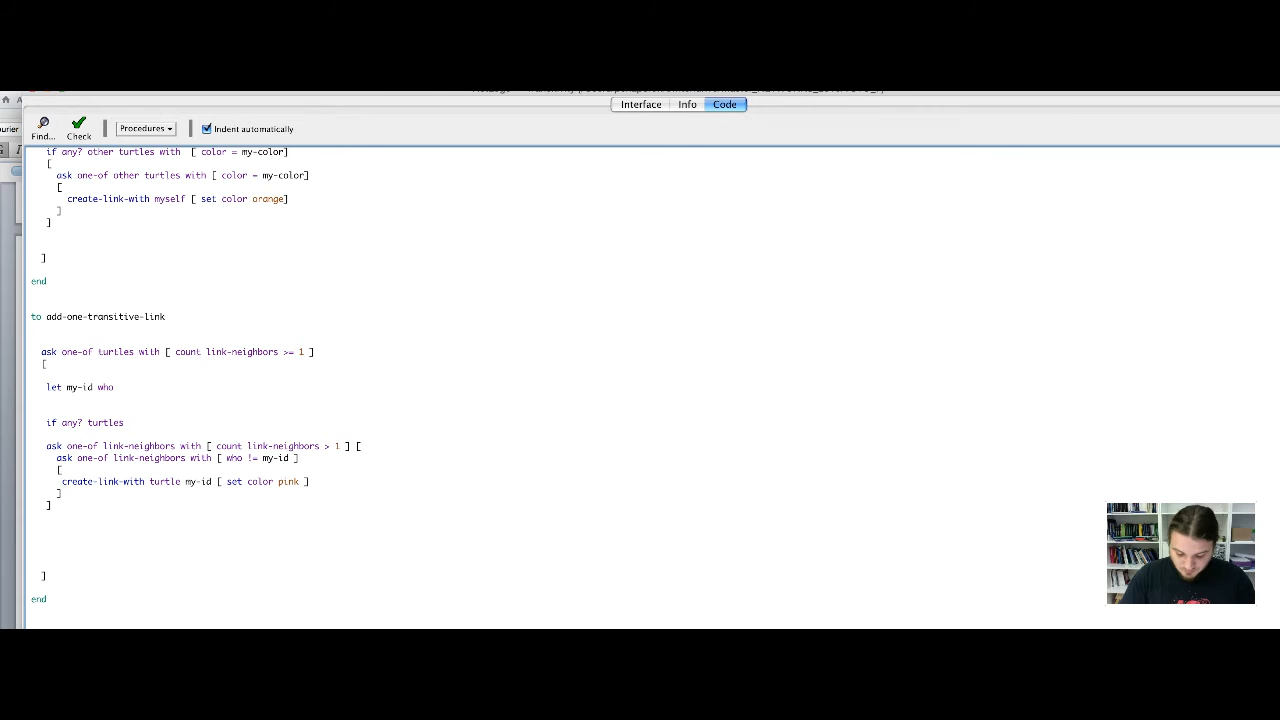 Interface Info Code
Find... Check Procedures Indent automatically
if any? other turtles with [ color = my-color]
[
ask one-of other turtles with [ color = my-color]
[
create-link-with myself [ set color orange]
]
]
]
end
to add-one-transitive-link
ask one-of turtles with [ count link-neighbors >= 1 ]
[
let my-id who
if any? turtles
ask one-of link-neighbors with [ count link-neighbors > 1 ] [
ask one-of link-neighbors with [ who != my-id ]
[
create-link-with turtle my-id [ set color pink ]
]
]
]
end